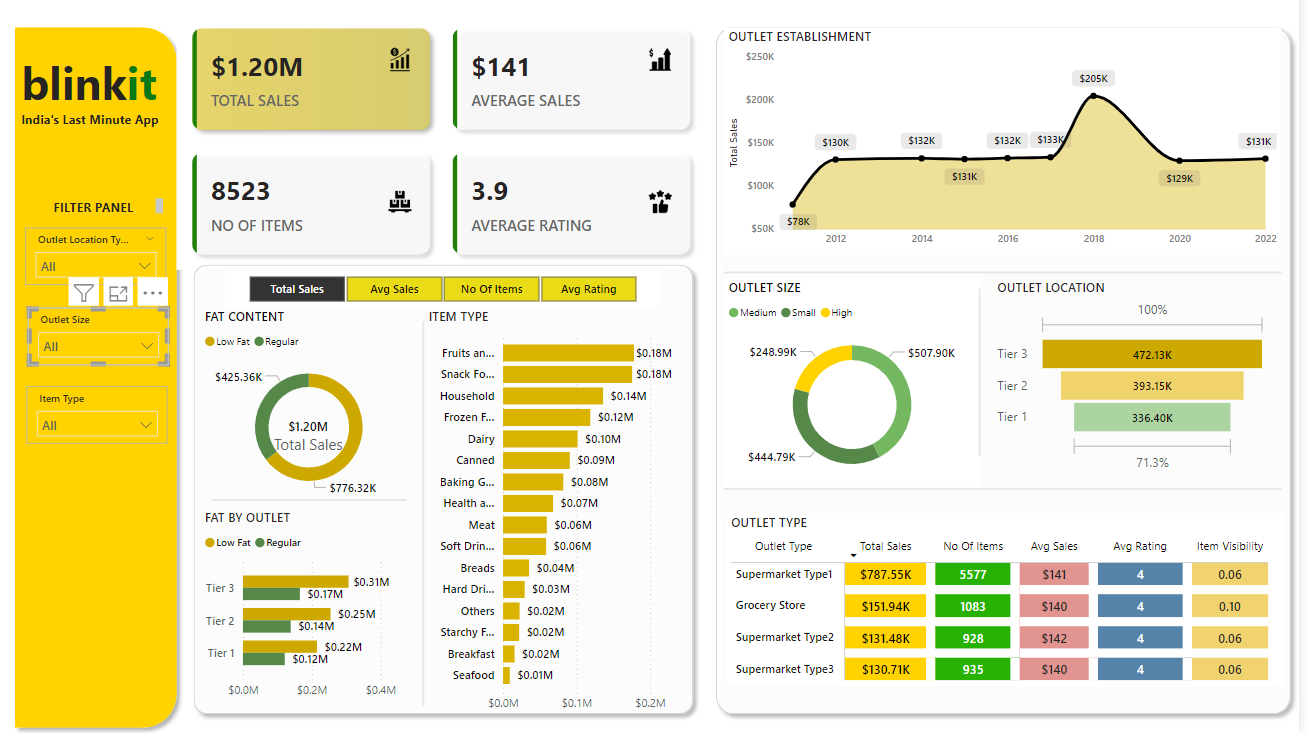 blinkit
India's Last Minute App
FILTER PANEL
Outlet Location Ty...
All
Outlet Size
All
Item Type
All
$1.20M
TOTAL SALES
$141
AVERAGE SALES
8523
NO OF ITEMS
3.9
AVERAGE RATING
Total Sales Avg Sales No Of Items Avg Rating
FAT CONTENT
Low Fat Regular
$425.36K
$1.20M
Total Sales
$776.32K
FAT BY OUTLET
Low Fat Regular
Tier 3 $0.31M
$0.17M
Tier 2 $0.25M
$0.14M
Tier 1 $0.22M
$0.12M
$0.0M $0.2M $0.4M
ITEM TYPE
Fruits an... $0.18M
Snack Fo... $0.18M
Household $0.14M
Frozen F... $0.12M
Dairy $0.10M
Canned $0.09M
Baking G... $0.08M
Health a... $0.07M
Meat $0.06M
Soft Drin... $0.06M
Breads $0.04M
Hard Dri... $0.03M
Others $0.02M
Starchy F... $0.02M
Breakfast $0.02M
Seafood $0.01M
$0.0M $0.1M $0.2M
OUTLET ESTABLISHMENT
Total Sales
$250K
$200K
$150K
$100K
$50K
$78K $130K $132K $131K $132K $133K $205K $129K $131K
2012 2014 2016 2018 2020 2022
OUTLET SIZE
Medium Small High
$248.99K
$507.90K
$444.79K
OUTLET LOCATION
100%
Tier 3 472.13K
Tier 2 393.15K
Tier 1 336.40K
71.3%
OUTLET TYPE
Outlet Type Total Sales No Of Items Avg Sales Avg Rating Item Visibility
Supermarket Type1 $787.55K 5577 $141 4 0.06
Grocery Store $151.94K 1083 $140 4 0.10
Supermarket Type2 $131.48K 928 $142 4 0.06
Supermarket Type3 $130.71K 935 $140 4 0.06